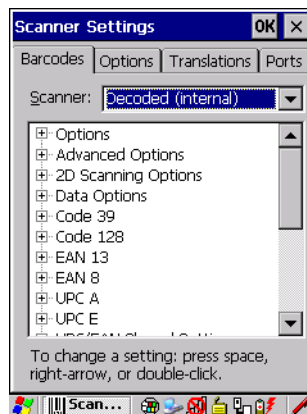 Scanner Settings OK ×
Barcodes Options Translations Ports
Scanner: Decoded (internal)
Options
Advanced Options
2D Scanning Options
Data Options
Code 39
Code 128
EAN 13
EAN 8
UPC A
UPC E
To change a setting: press space,
right-arrow, or double-click.
Scan...